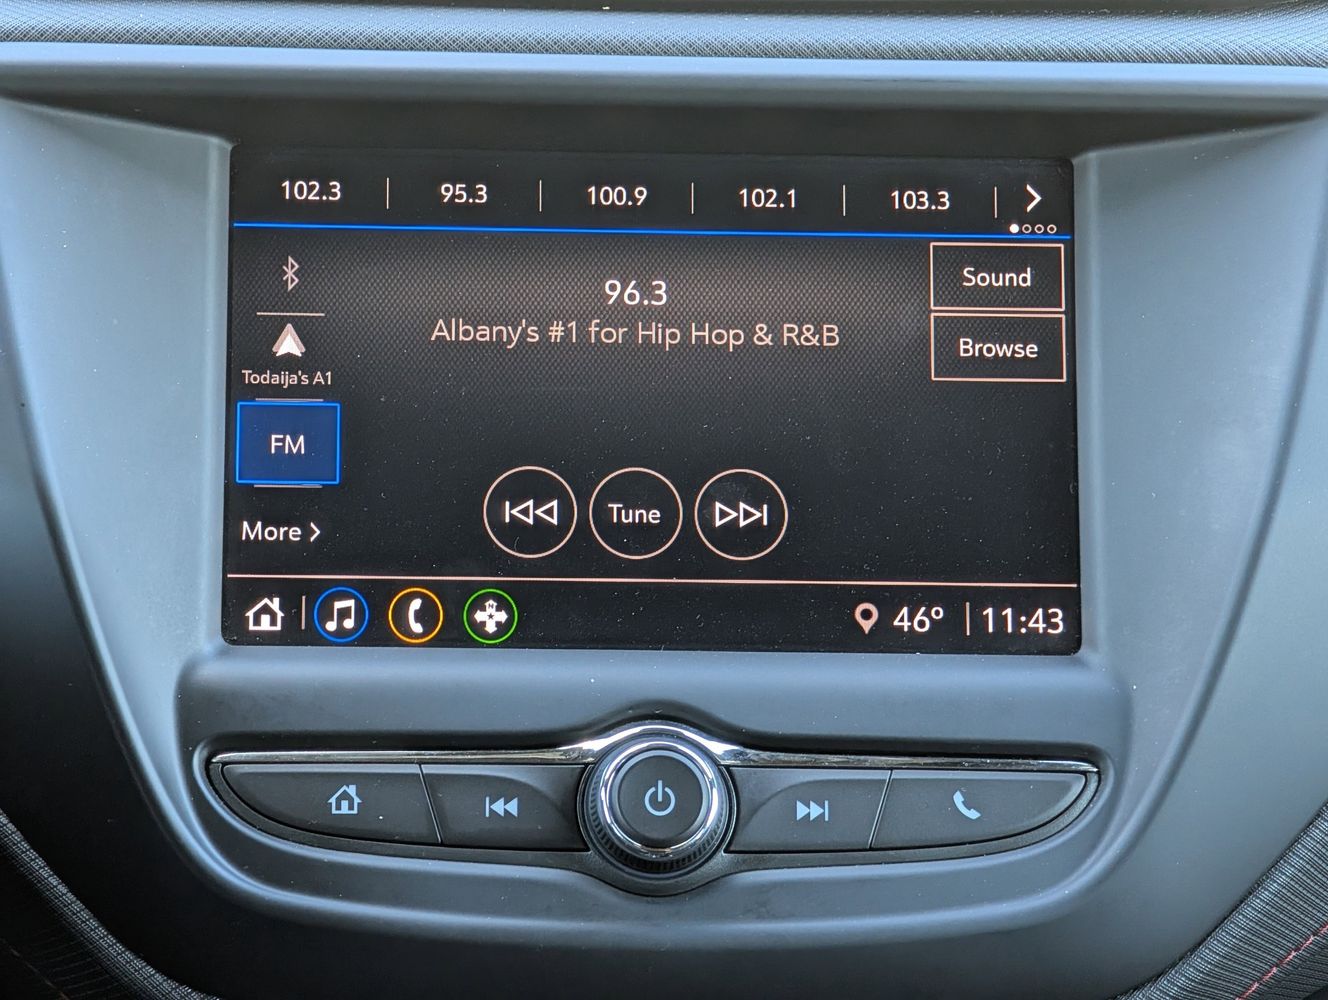 102.3 | 95.3 | 100.9 | 102.1 | 103.3 |
96.3
Albany's #1 for Hip Hop & R&B
Sound
Browse
Todaija's A1
FM
More
Tune
N
46° | 11:43